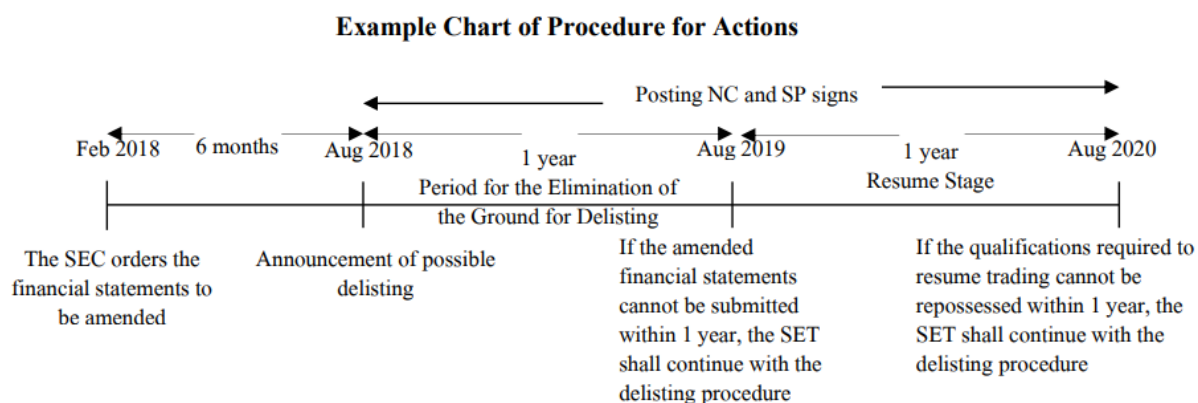 Example Chart of Procedure for Actions
Posting NC and SP signs
Feb 2018
6 months
Aug 2018
1 year
Aug 2019
1 year
Aug 2020
Period for the Elimination of
the Ground for Delisting
Resume Stage
The SEC orders the
financial statements to
be amended
Announcement of possible
delisting
If the amended
financial statements
cannot be submitted
within 1 year, the SET
shall continue with the
delisting procedure
If the qualifications required to
resume trading cannot be
repossessed within 1 year, the
SET shall continue with the
delisting procedure